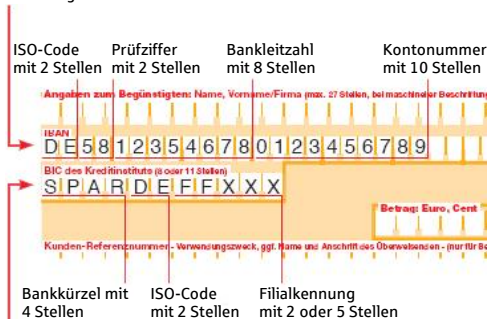 ISO-Code
mit 2 Stellen
Prüfziffer
mit 2 Stellen
Bankleitzahl
mit 8 Stellen
Kontonummer
mit 10 Stellen
Angaben zum Begünstigten: Name, Vorname/Firma (max. 27 Stellen, bei maschineller Beschriftung
IBAN
DE58123546780123456789
BIC des Kreditinstituts (8 oder 11 Stellen)
SPARDEFFXXX
Betrag: Euro, Cent
Kunden-Referenznummer - Verwendungszweck, ggf. Name und Anschrift des Überweisenden - (nur für
Bankkürzel mit
4 Stellen
ISO-Code
mit 2 Stellen
Filialkennung
mit 2 oder 5 Stellen